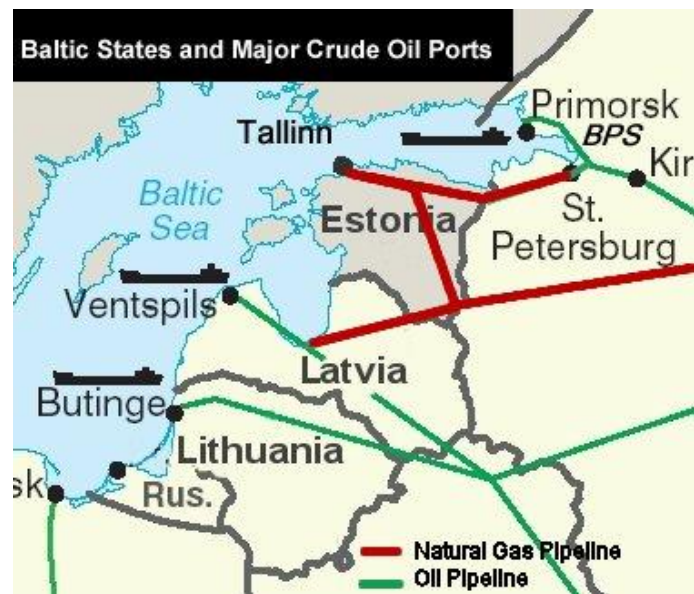 Baltic States and Major Crude Oil Ports
Primorsk
Tallinn
BPS
Kir
Baltic
Sea
Estonia
St.
Petersburg
Ventspils
Latvia
Butinge
Lithuania
sk
Rus.
Natural Gas Pipeline
Oil Pipeline